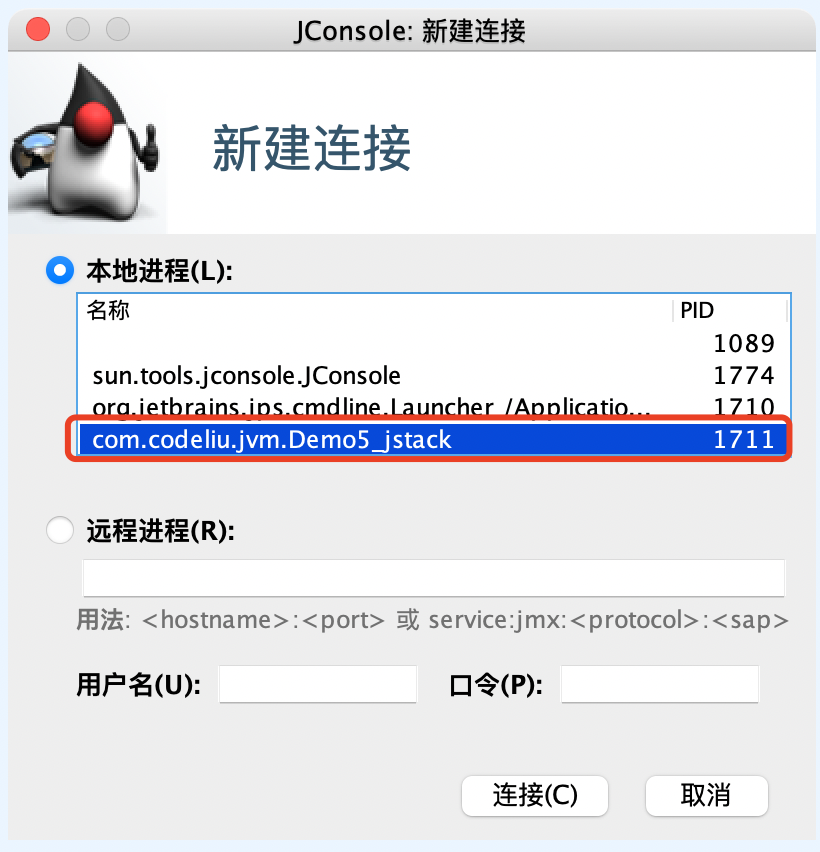 JConsole: 新建连接
新建连接
本地进程(L):
名称 PID
1089
sun.tools.jconsole.JConsole 1774
org.jetbrains.jps.cmdline.Launcher /Applicatio... 1710
com.codeliu.jvm.Demo5_jstack 1711
远程进程(R):
用法: <hostname>:<port> 或 service:jmx:<protocol>:<sap>
用户名(U): 口令(P):
连接(C) 取消